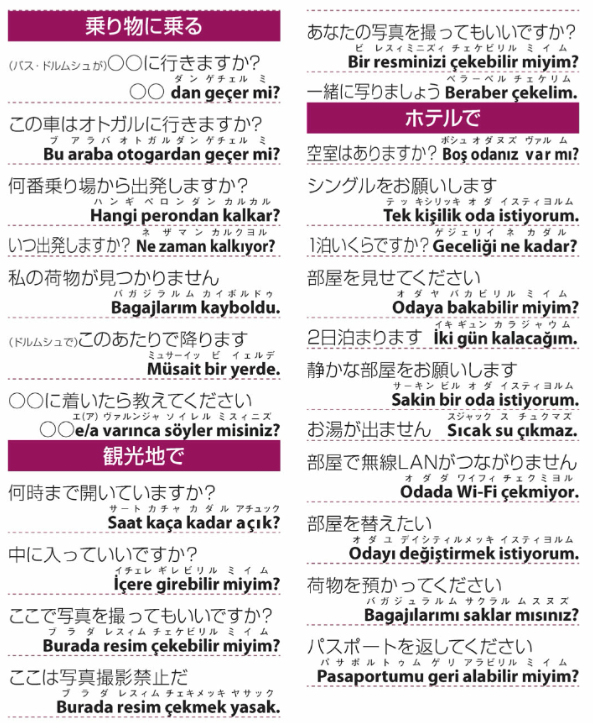 乗り物に乗る
(バス・ドルムシュが)○○に行きますか?
ダン ゲチェル ミ
○○ dan geçer mi?
この車はオトガルに行きますか?
ブ アラバ オトガルダン ゲチェル ミ
Bu araba otogardan geçer mi?
何番乗り場から出発しますか?
ハンギ ペロンダン カルカル
Hangi perondan kalkar?
ネ ザマン カルクヨル
いつ出発しますか? Ne zaman kalkıyor?
私の荷物が見つかりません
バガジラルム カイボルドゥ
Bagajlarım kayboldu.
(ドルムシュで)このあたりで降ります
ミュサーイッ ビ イェルデ
Müsait bir yerde.
○○に着いたら教えてください
エ(ア) ヴァルンジャ ソイレル ミスィニズ
○○e/a varınca söyler misiniz?
観光地で
何時まで開いていますか?
サート カチャ カダル アチュック
Saat kaça kadar açık?
中に入っていいですか?
イチェレ ギレビリル ミイム
İçere girebilir miyim?
ここで写真を撮ってもいいですか?
ブラダ レスィム チェケビリル ミイム
Burada resim çekebilir miyim?
ここは写真撮影禁止だ
ブラダ レスィム チェキメッキ ヤサック
Burada resim çekmek yasak.
あなたの写真を撮ってもいいですか?
ビ レスィミニズィ チェケビリル ミイム
Bir resminizi çekebilir miyim?
ベラーベル チェケリム
一緒に写りましょう Beraber çekelim.
ホテルで
ボシュ オダヌズ ヴァル ム
空室はありますか? Boş odanız var mı?
シングルをお願いします
テッ キシリッキ オダ イスティヨルム
Tek kişilik oda istiyorum.
ゲジェリイ ネ カダル
1泊いくらですか? Geceliği ne kadar?
部屋を見せてください
オダヤ バカビリル ミイム
Odaya bakabilir miyim?
イキ ギュン カラジャウム
2日泊まります İki gün kalacağım.
静かな部屋をお願いします
サーキン ビル オダ イスティヨルム
Sakin bir oda istiyorum.
スジャック ス チュクマズ
お湯が出ません Sıcak su çıkmaz.
部屋で無線LANがつながりません
オダダ ワイフィ チェクミヨル
Odada Wi-Fi çekmiyor.
部屋を替えたい
オダユ デイシティルメッキ イスティヨルム
Odayı değiştirmek istiyorum.
荷物を預かってください
バガジュラルム サクラル ムスヌズ
Bagajılarımı saklar mısınız?
パスポートを返してください
パサポルトゥム ゲリ アラビリル ミイム
Pasaportumu geri alabilir miyim?